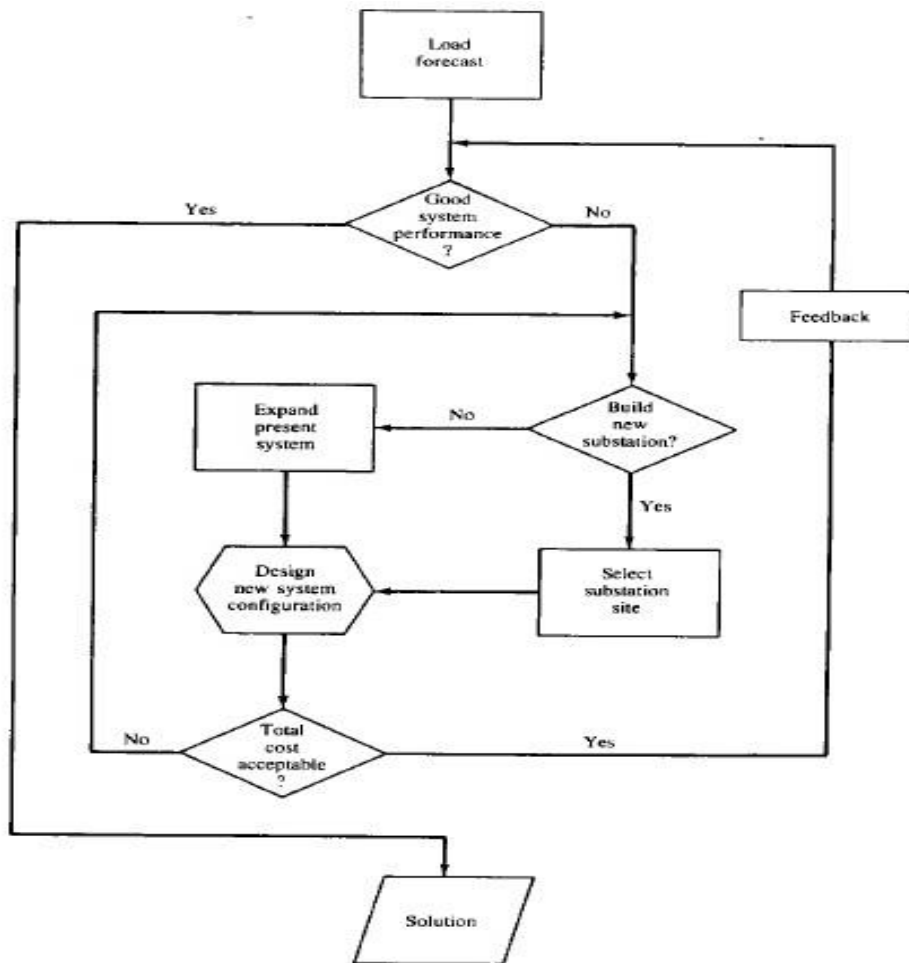 Load
forecast
Good
system
performance
?
Yes
No
Feedback
Expand
present
system
No
Build
new
substation?
Yes
Design
new system
configuration
Select
substation
site
No
Total
cost
acceptable
?
Yes
Solution